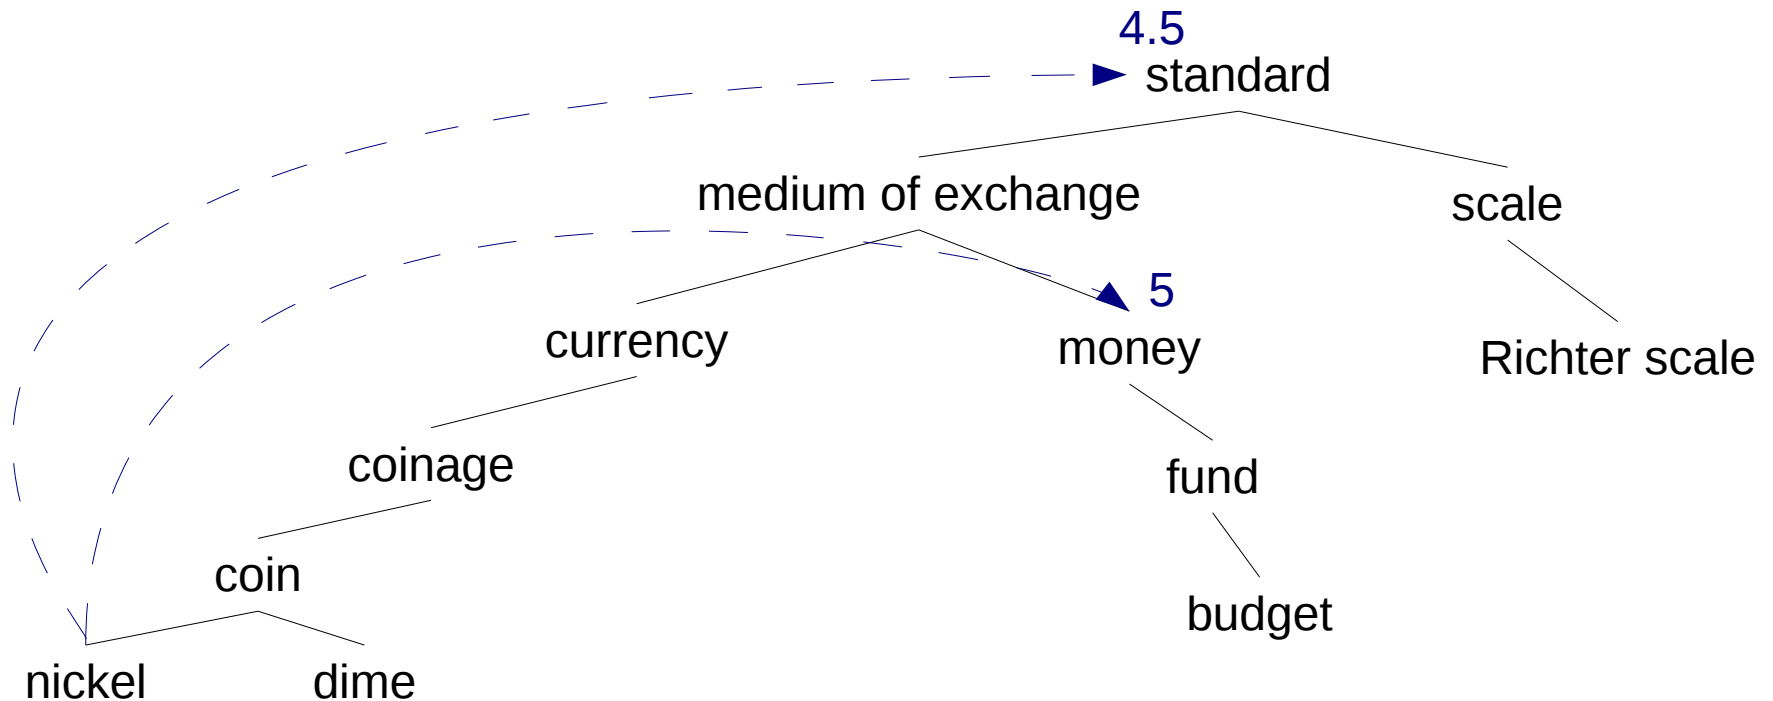 4.5
standard
medium of exchange
scale
5
currency
money
Richter scale
coinage
fund
coin
budget
nickel
dime